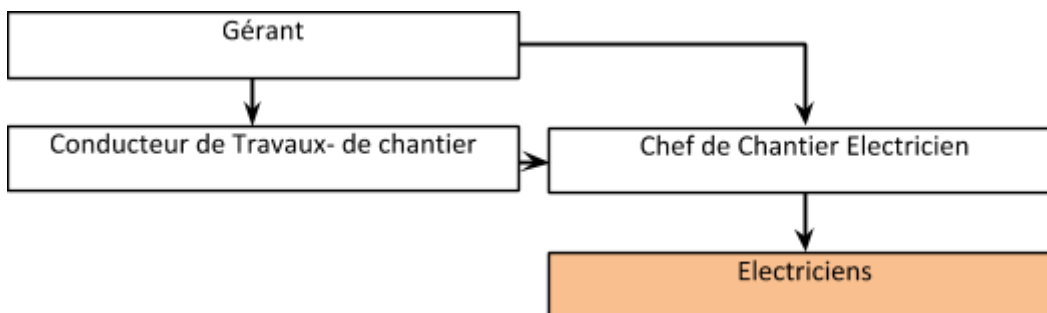 Gérant
Conducteur de Travaux- de chantier
Chef de Chantier Electricien
Electriciens